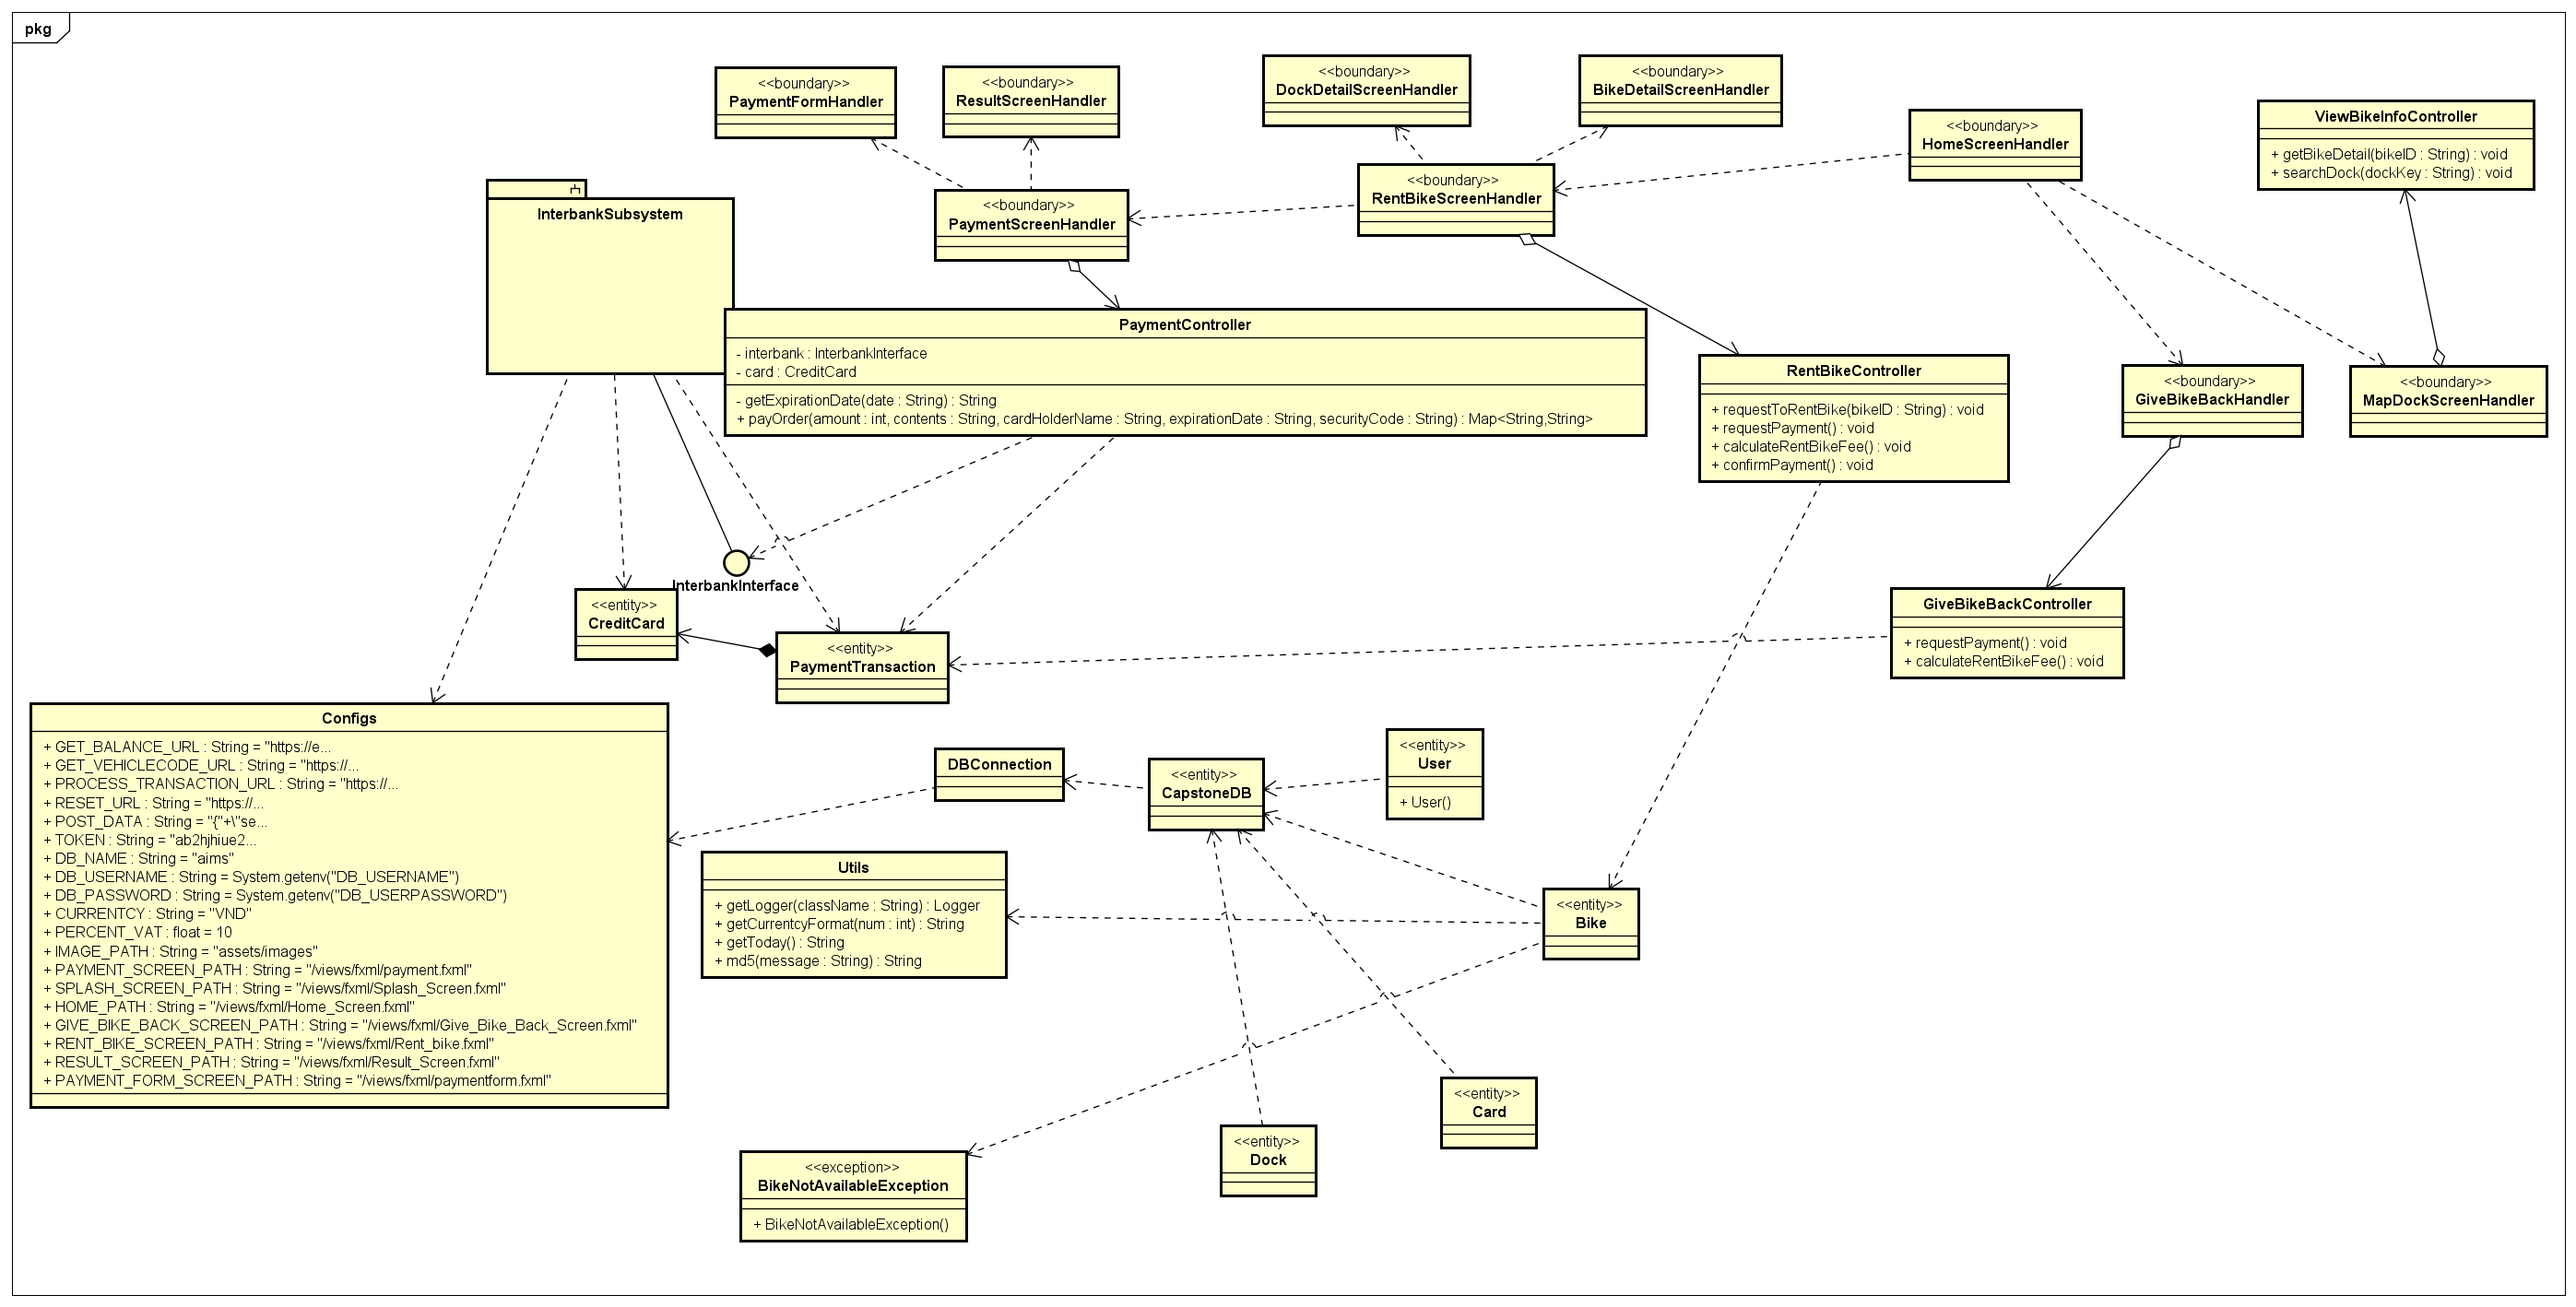 pkg
<<boundary>>
PaymentFormHandler
<<boundary>>
ResultScreenHandler
<<boundary>>
DockDetailScreenHandler
<<boundary>>
BikeDetailScreenHandler
<<boundary>>
HomeScreenHandler
ViewBikeInfoController
+ getBikeDetail(bikeID : String) : void
+ searchDock(dockKey : String) : void
InterbankSubsystem
<<boundary>>
PaymentScreenHandler
<<boundary>>
RentBikeScreenHandler
PaymentController
- interbank : InterbankInterface
- card : CreditCard
- getExpirationDate(date : String) : String
+ payOrder(amount : int, contents : String, cardHolderName : String, expirationDate : String, securityCode : String) : Map<String,String>
RentBikeController
+ requestToRentBike(bikeID : String) : void
+ requestPayment() : void
+ calculateRentBikeFee() : void
+ confirmPayment() : void
<<boundary>>
GiveBikeBackHandler
<<boundary>>
MapDockScreenHandler
InterbankInterface
<<entity>>
CreditCard
<<entity>>
PaymentTransaction
GiveBikeBackController
+ requestPayment() : void
+ calculateRentBikeFee() : void
Configs
+ GET_BALANCE_URL : String = "https://e...
+ GET_VEHICLECODE_URL : String = "https://...
+ PROCESS_TRANSACTION_URL : String = "https://...
+ RESET_URL : String = "https://...
+ POST_DATA : String = "{"+\"se...
+ TOKEN : String = "ab2hjhiue2...
+ DB_NAME : String = "aims"
+ DB_USERNAME : String = System.getenv("DB_USERNAME")
+ DB_PASSWORD : String = System.getenv("DB_USERPASSWORD")
+ CURRENTCY : String = "VND"
+ PERCENT_VAT : float = 10
+ IMAGE_PATH : String = "assets/images"
+ PAYMENT_SCREEN_PATH : String = "/views/fxml/payment.fxml"
+ SPLASH_SCREEN_PATH : String = "/views/fxml/Splash_Screen.fxml"
+ HOME_PATH : String = "/views/fxml/Home_Screen.fxml"
+ GIVE_BIKE_BACK_SCREEN_PATH : String = "/views/fxml/Give_Bike_Back_Screen.fxml"
+ RENT_BIKE_SCREEN_PATH : String = "/views/fxml/Rent_bike.fxml"
+ RESULT_SCREEN_PATH : String = "/views/fxml/Result_Screen.fxml"
+ PAYMENT_FORM_SCREEN_PATH : String = "/views/fxml/paymentform.fxml"
DBConnection
<<entity>>
CapstoneDB
<<entity>>
User
+ User()
Utils
+ getLogger(className : String) : Logger
+ getCurrentcyFormat(num : int) : String
+ getToday() : String
+ md5(message : String) : String
<<entity>>
Bike
<<entity>>
Card
<<entity>>
Dock
<<exception>>
BikeNotAvailableException
+ BikeNotAvailableException()